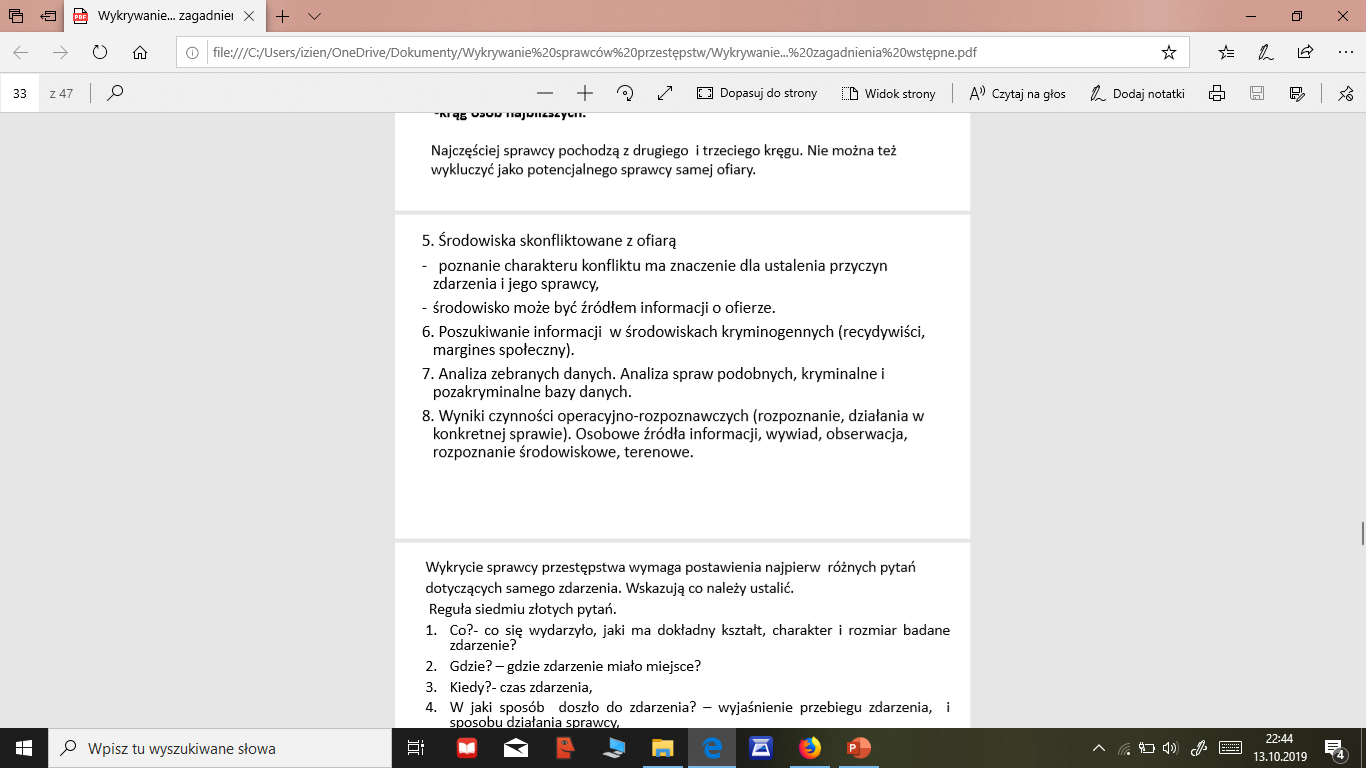 Wykrywanie... zagadnier
file:///C:/Users/izien/OneDrive/Dokumenty/Wykrywanie%20sprawców%20przestępstw/Wykrywanie...%20zagadnienia%20wstępne.pdf
33 z 47
Dopasuj do strony
Widok strony
Czytaj na głos
Dodaj notatki
-krąg osób najbliższych.
Najczęściej sprawcy pochodzą z drugiego i trzeciego kręgu. Nie można też
wykluczyć jako potencjalnego sprawcy samej ofiary.
5. Środowiska skonfliktowane z ofiarą
- poznanie charakteru konfliktu ma znaczenie dla ustalenia przyczyn
zdarzenia i jego sprawcy,
- środowisko może być źródłem informacji o ofierze.
6. Poszukiwanie informacji w środowiskach kryminogennych (recydywiści,
margines społeczny).
7. Analiza zebranych danych. Analiza spraw podobnych, kryminalne i
pozakryminalne bazy danych.
8. Wyniki czynności operacyjno-rozpoznawczych (rozpoznanie, działania w
konkretnej sprawie). Osobowe źródła informacji, wywiad, obserwacja,
rozpoznanie środowiskowe, terenowe.
Wykrycie sprawcy przestępstwa wymaga postawienia najpierw różnych pytań
dotyczących samego zdarzenia. Wskazują co należy ustalić.
Reguła siedmiu złotych pytań.
1. Co?- co się wydarzyło, jaki ma dokładny kształt, charakter i rozmiar badane
zdarzenie?
2. Gdzie? – gdzie zdarzenie miało miejsce?
3. Kiedy?- czas zdarzenia,
4. W jaki sposób doszło do zdarzenia? – wyjaśnienie przebiegu zdarzenia, i
sposobu działania sprawcy,
Wpisz tu wyszukiwane słowa
22:44
13.10.2019
4